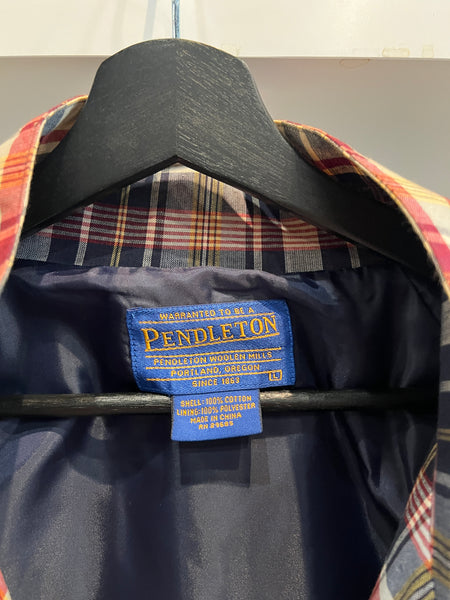 WARRANTED TO BE A
PENDLETON
PENDLETON WOOLEN MILLS
PORTLAND, OREGON
SINCE 1863 L
SHELL: 100% COTTON
LINING: 100% POLYESTER
MADE IN CHINA
RN 29685